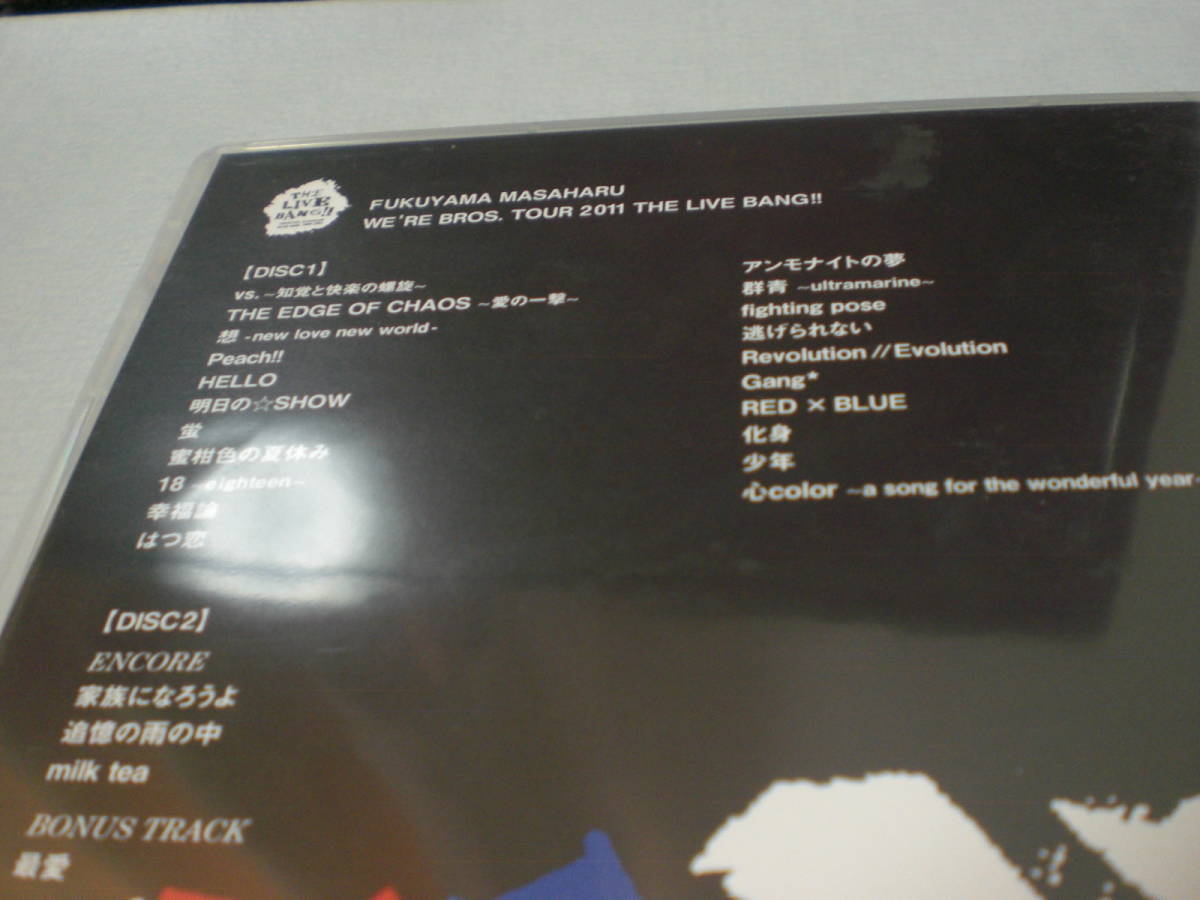 THE
LIVE
BANG!!
FUKUYAMA MASAHARU
WE'RE BROS. TOUR 2011 THE LIVE BANG!!
【DISC1】
vs. ~知覚と快楽の螺旋~
THE EDGE OF CHAOS ~愛の一撃~
想 -new love new world-
Peach!!
HELLO
明日の☆SHOW
蛍
蜜柑色の夏休み
18 ~eighteen~
幸福論
はつ恋
アンモナイトの夢
群青 ~ultramarine~
fighting pose
逃げられない
Revolution//Evolution
Gang*
RED × BLUE
化身
少年
心color ~a song for the wonderful year~
【DISC2】
ENCORE
家族になろうよ
追憶の雨の中
milk tea
BONUS TRACK
最愛